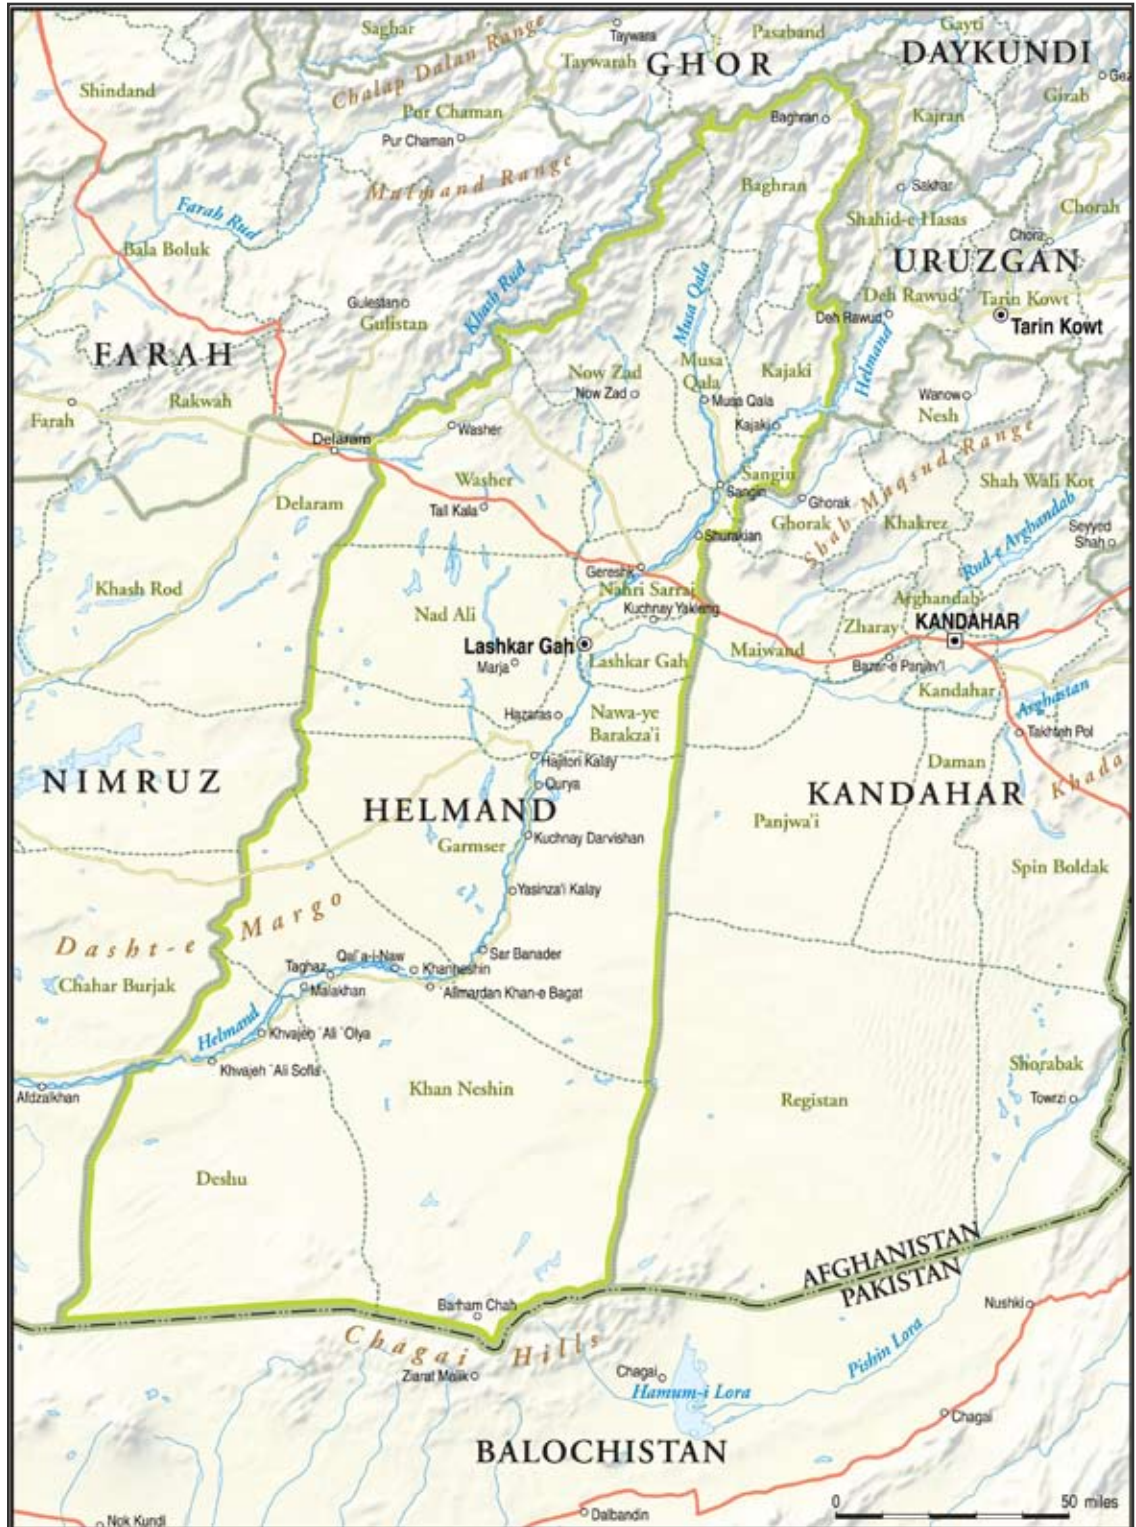 Saghar
Taywara
Pasaband
Gayti
Chalap Dalan Range
Taywarah
GHOR
DAYKUNDI
Shindand
Girab
Pur Chaman
Pur Chaman
Baghran
Kajran
Malmand Range
Baghran
Sakhar
Farah Rud
Shahid-e Hasas
Chorah
Chora
Bala Boluk
URUZGAN
Khash Rud
Musa Qala
Gulestan
Gulistan
Deh Rawud
Tarin Kowt
Deh Rawud
Tarin Kowt
FARAH
Helmand
Now Zad
Musa
Qala
Kajaki
Now Zad
Musa Qala
Wanow
Nesh
Rakwah
Farah
Farah
Washer
Kajaki
Delaram
Shah Maqsud Range
Washer
Sangin
Sangin
Shah Wali Kot
Delaram
Tall Kala
Ghorak
Ghorak
Khakrez
Rud-e Arghandab
Seyyed
Shah
Shurakian
Gereshk
Khash Rod
Nahri Sarraj
Arghandab
Nad Ali
Kuchnay Yakleng
Zharay
KANDAHAR
Lashkar Gah
Maiwand
Marja
Lashkar Gah
Bazar-e Panjav'i
Kandahar
Arghastan
Hazaras
Nawa-ye
Barakza'i
Takhteh Pol
Hajitori Kalay
Daman
NIMRUZ
Qurya
Khada
HELMAND
KANDAHAR
Panjwa'i
Garmser
Kuchnay Darvishan
Spin Boldak
Yasinza'i Kalay
Dasht-e Margo
Sar Banader
Qal`a-i-Naw
Taghaz
Khanneshin
Chahar Burjak
Malakhan
Alimardan Khan-e Bagat
Helmand
Khvajeh `Ali `Olya
Khvajeh `Ali Sofla
Shorabak
Afdzalkhan
Khan Neshin
Registan
Towrzi
Deshu
AFGHANISTAN
PAKISTAN
Barham Chah
Nushki
Chagai Hills
Ziarat Malik
Chagai
Pishin Lora
Hamum-i Lora
Chagai
BALOCHISTAN
0 50 miles
Dalbandin
Nok Kundi